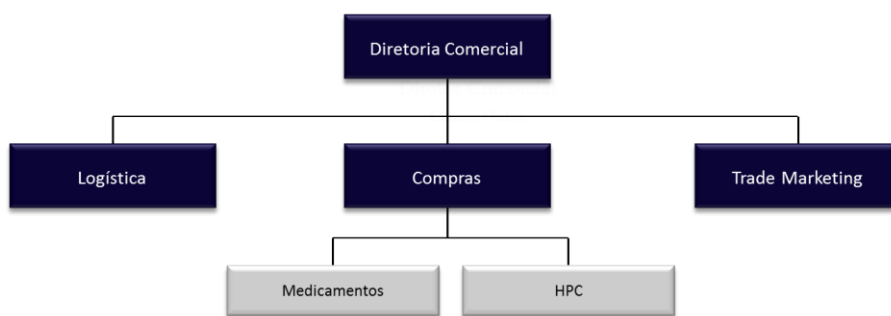 Diretoria Comercial
Logística
Compras
Trade Marketing
Medicamentos
HPC